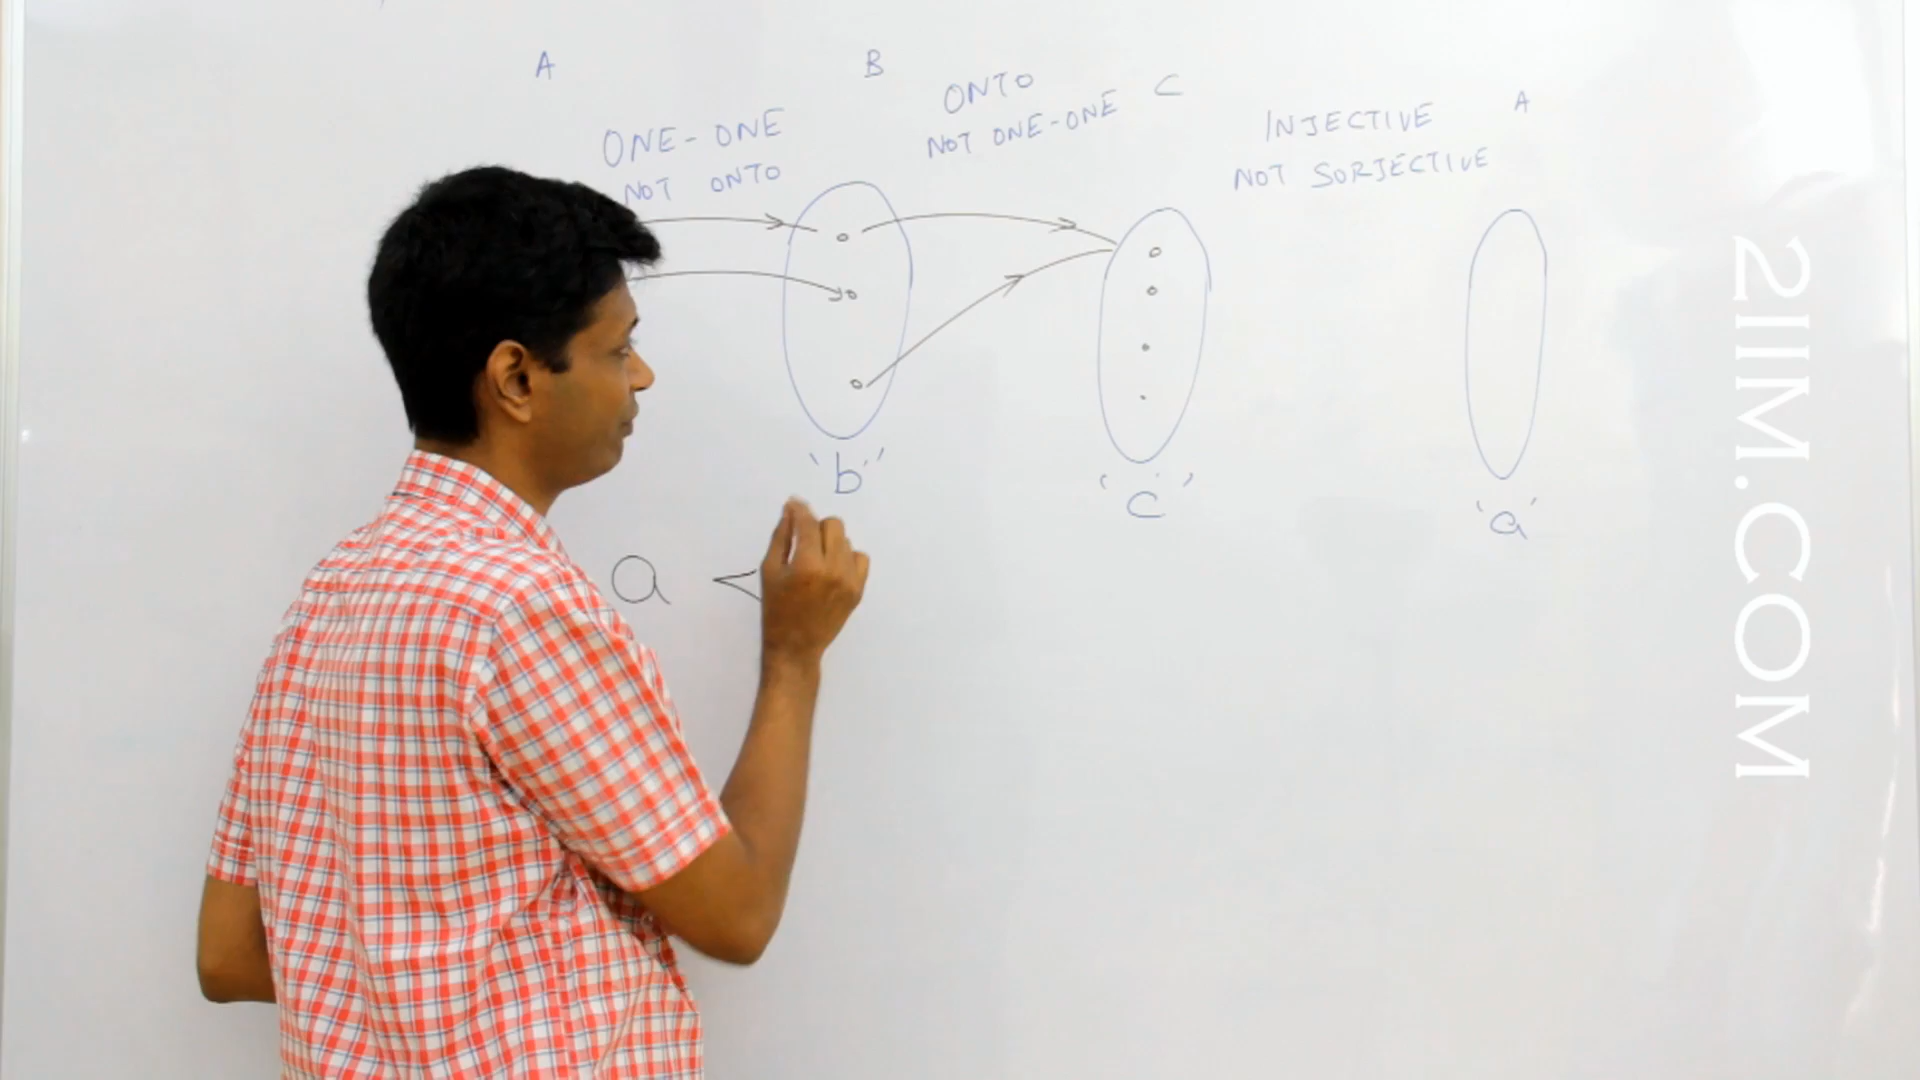 A
B
ONE-ONE
NOT ONTO
ONTO
NOT ONE-ONE
C
INJECTIVE
NOT SORJECTIVE
A
'b'
'c'
'a'
a <
2IIM.COM